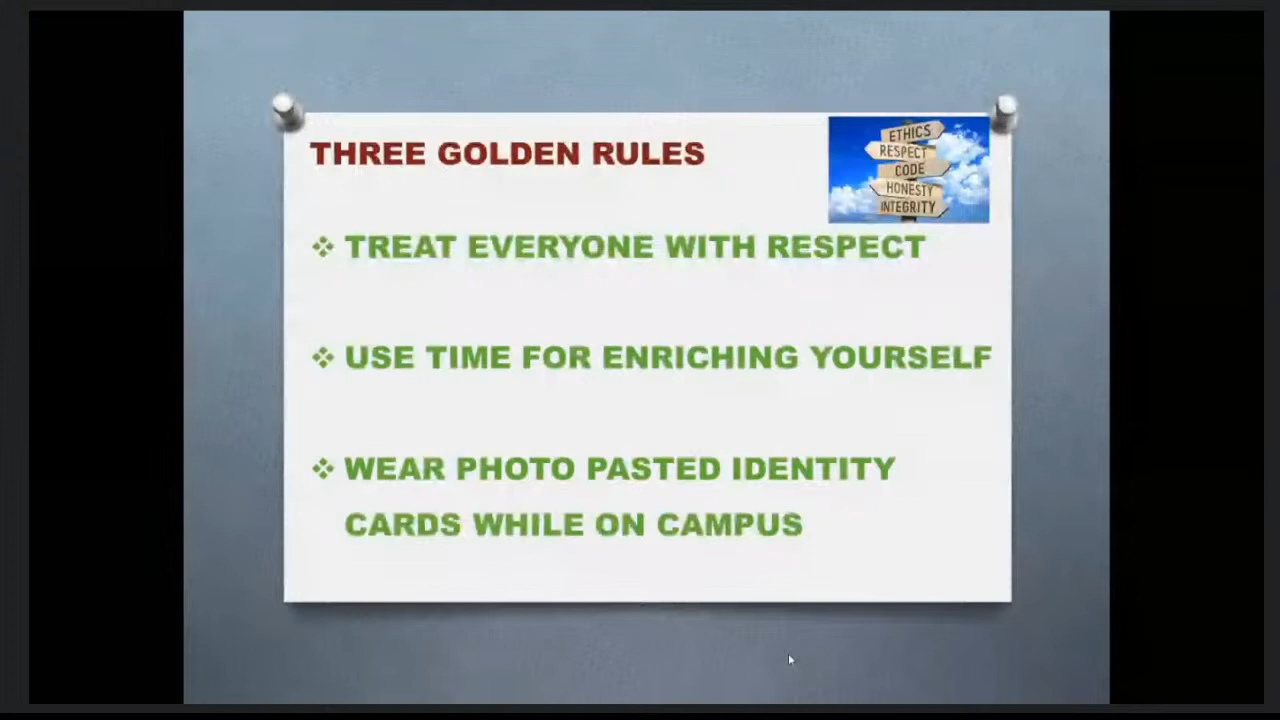 THREE GOLDEN RULES
ETHICS
RESPECT
CODE
HONESTY
INTEGRITY
TREAT EVERYONE WITH RESPECT
USE TIME FOR ENRICHING YOURSELF
WEAR PHOTO PASTED IDENTITY
CARDS WHILE ON CAMPUS